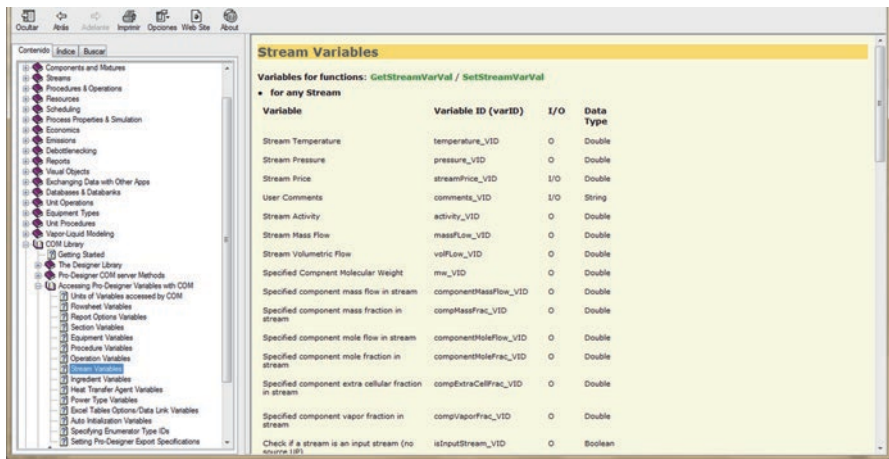 Ocultar Atrás Adelante Imprimir Opciones Web Site About
Contenido Índice Buscar
Components and Mixtures
Streams
Procedures & Operations
Resources
Scheduling
Process Properties & Simulation
Economics
Emissions
Debottlenecking
Reports
Visual Objects
Exchanging Data with Other Apps
Databases & Databanks
Unit Operations
Equipment Types
Unit Procedures
Vapor-Liquid Modeling
COM Library
Getting Started
The Designer Library
Pro-Designer COM server Methods
Accessing Pro-Designer Variables with COM
Units of Variables accessed by COM
Flowsheet Variables
Report Options Variables
Section Variables
Equipment Variables
Procedure Variables
Operation Variables
Stream Variables
Ingredient Variables
Heat Transfer Agent Variables
Power Type Variables
Excel Tables Options/Data Link Variables
Auto Initialization Variables
Specifying Enumerator Type IDs
Setting Pro-Designer Export Specifications
Stream Variables
Variables for functions: GetStreamVarVal / SetStreamVarVal
• for any Stream
Variable Variable ID (varID) I/O Data
Type
Stream Temperature temperature_VID O Double
Stream Pressure pressure_VID O Double
Stream Price streamPrice_VID I/O Double
User Comments comments_VID I/O String
Stream Activity activity_VID O Double
Stream Mass Flow massFLow_VID O Double
Stream Volumetric Flow volFLow_VID O Double
Specified Compnent Molecular Weight mw_VID O Double
Specified component mass flow in stream componentMassFlow_VID O Double
Specified component mass fraction in compMassFrac_VID O Double
stream
Specified component mole flow in stream componentMoleFlow_VID O Double
Specified component mole fraction in componentMoleFrac_VID O Double
stream
Specified component extra cellular fraction compExtraCellFrac_VID O Double
in stream
Specified component vapor fraction in compVaporFrac_VID O Double
stream
Check if a stream is an input stream (no isInputStream_VID O Boolean
source UP)